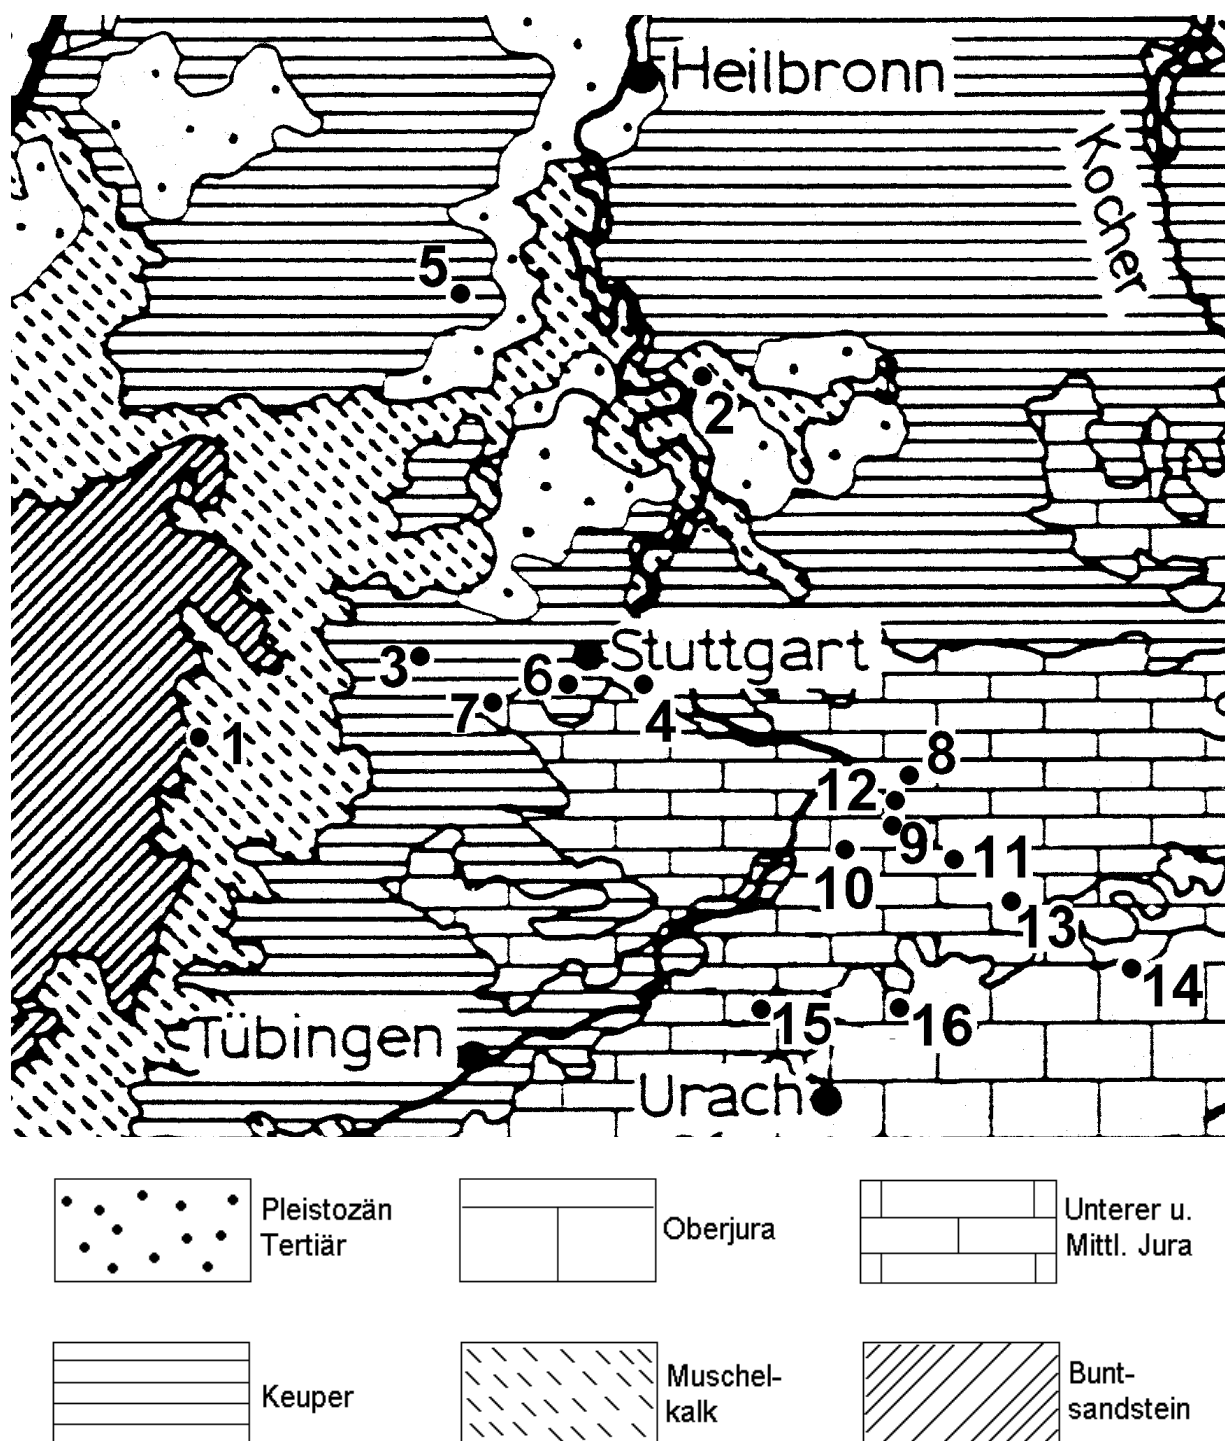 Heilbronn
Kocher
5
2
Stuttgart
3
6
7
4
1
8
12
9
11
10
13
14
15
16
Tübingen
Urach
Pleistozän
Tertiär
Oberjura
Unterer u.
Mittl. Jura
Keuper
Muschel-
kalk
Bunt-
sandstein